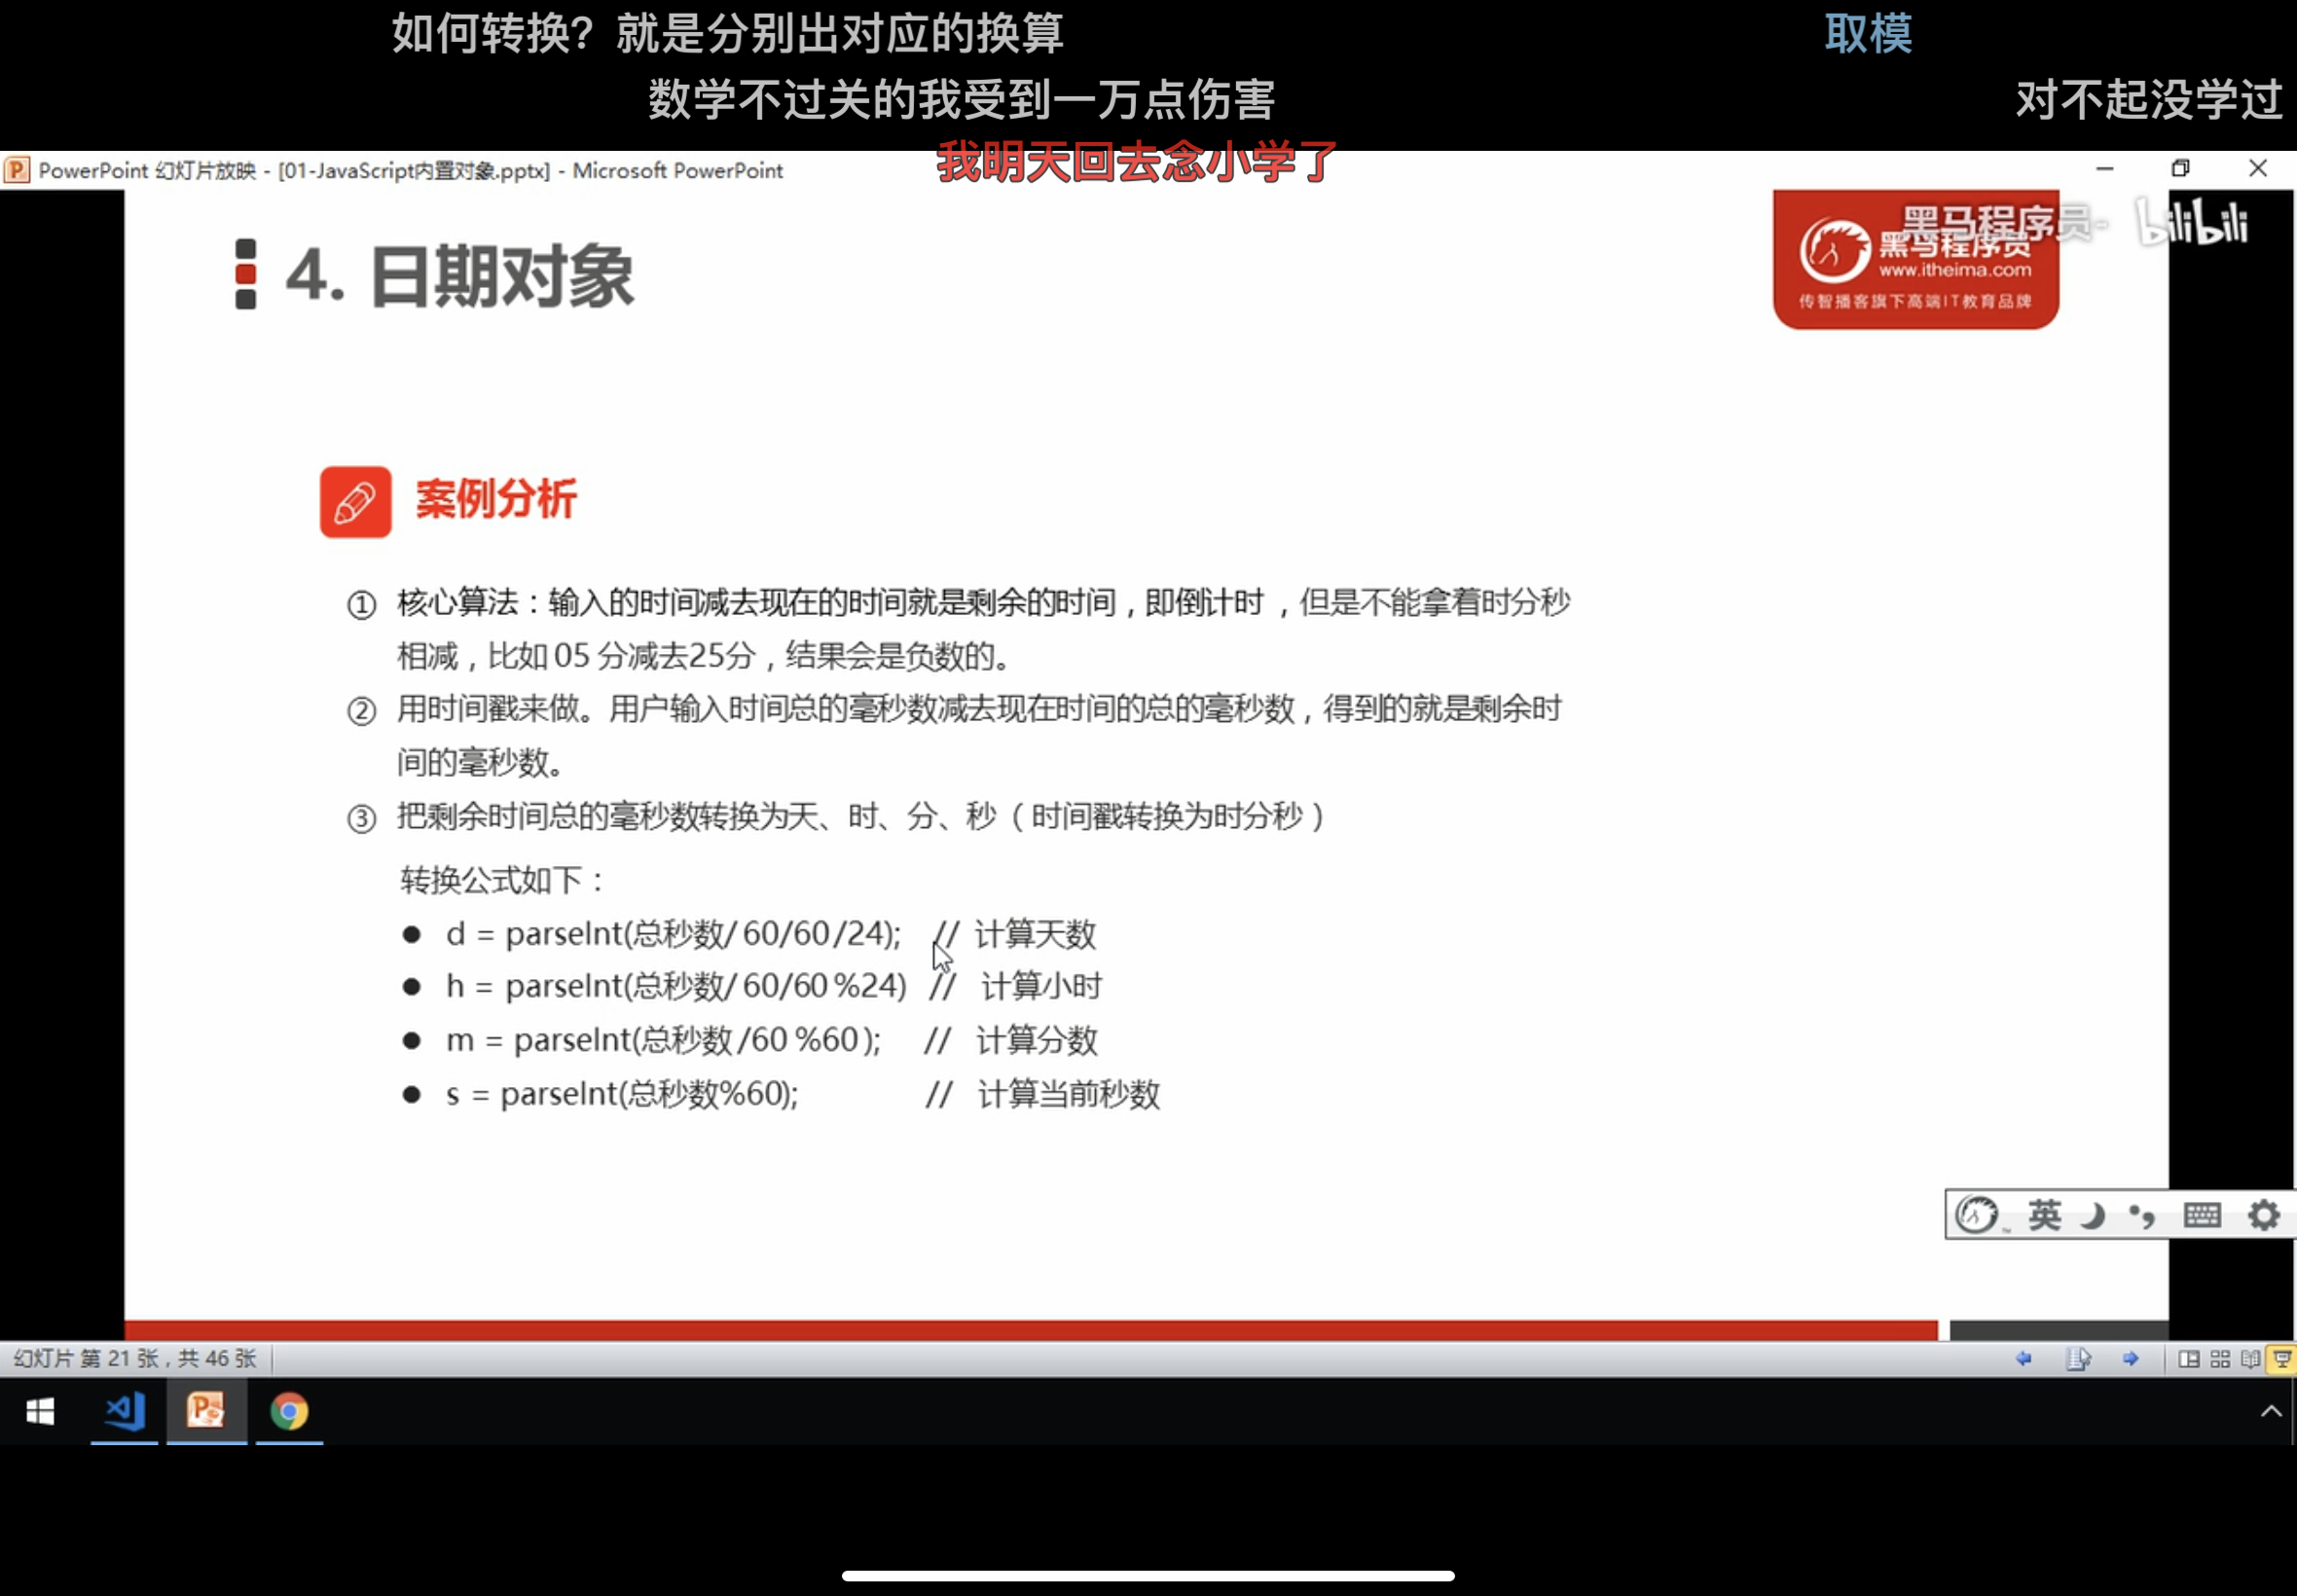 如何转换？就是分别出对应的换算
取模
数学不过关的我受到一万点伤害
对不起没学过
我明天回去念小学了
PowerPoint 幻灯片放映 - [01-JavaScript内置对象.pptx] - Microsoft PowerPoint
黑马程序员-
bilibili
黑马程序员
www.itheima.com
传智播客旗下高端IT教育品牌
4. 日期对象
案例分析
① 核心算法：输入的时间减去现在的时间就是剩余的时间，即倒计时，但是不能拿着时分秒
相减，比如 05 分减去25分，结果会是负数的。
② 用时间戳来做。用户输入时间总的毫秒数减去现在时间的总的毫秒数，得到的就是剩余时
间的毫秒数。
③ 把剩余时间总的毫秒数转换为天、时、分、秒（时间戳转换为时分秒）
转换公式如下：
● d = parseInt(总秒数/ 60/60 /24); // 计算天数
● h = parseInt(总秒数/ 60/60 %24) // 计算小时
● m = parseInt(总秒数 /60 %60 ); // 计算分数
● s = parseInt(总秒数%60); // 计算当前秒数
英
幻灯片 第 21 张，共 46 张